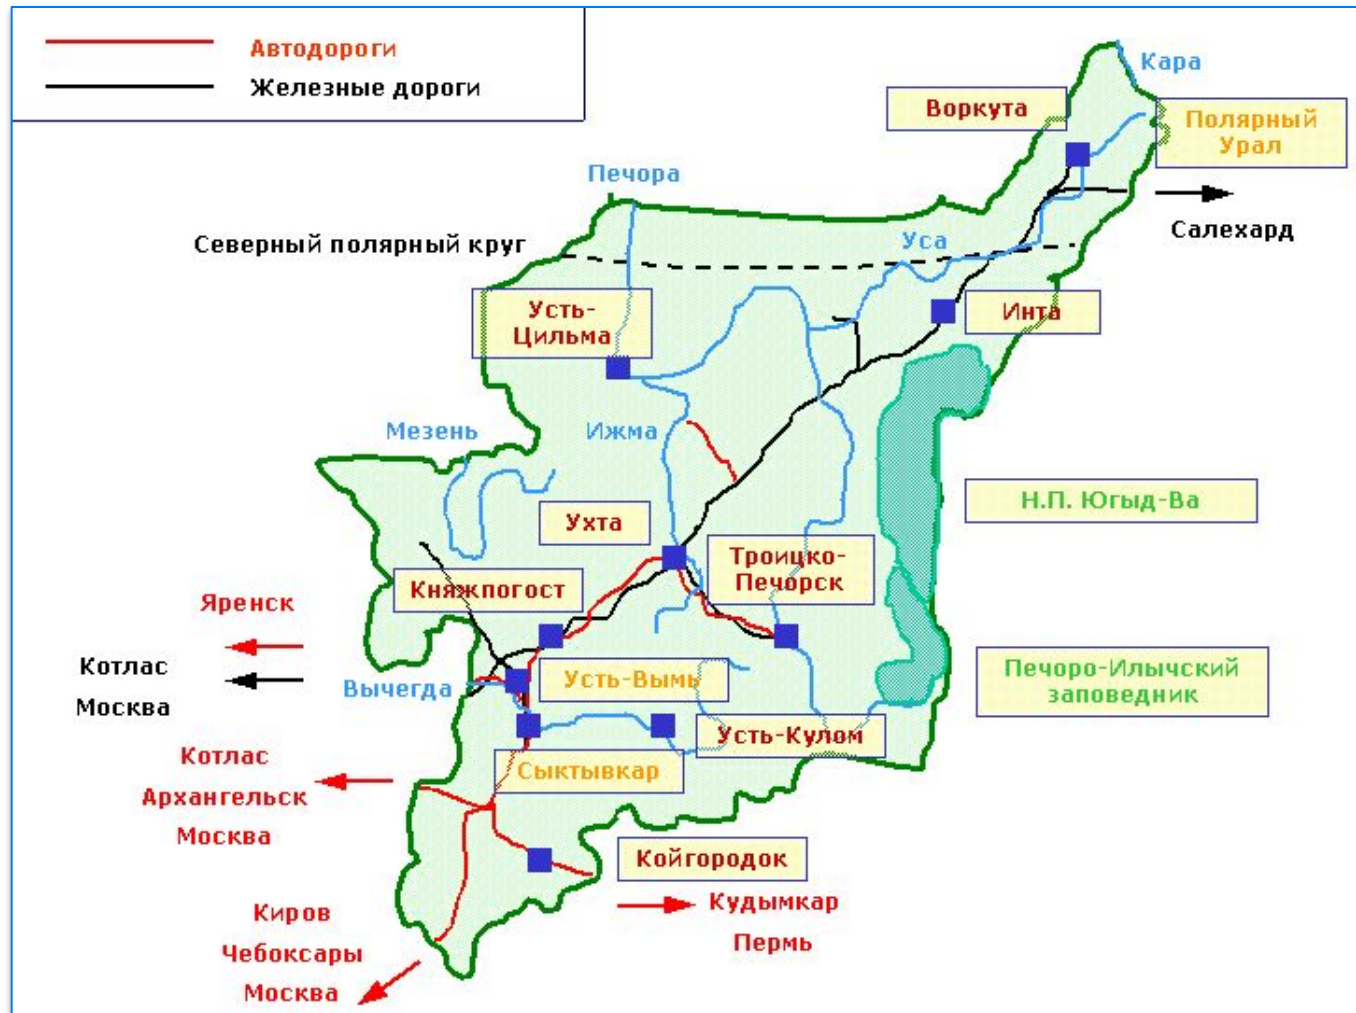 Автодороги
Железные дороги
Кара
Воркута
Полярный
Урал
Печора
Салехард
Северный полярный круг
Уса
Усть-
Цильма
Инта
Мезень
Ижма
Н.П. Югыд-Ва
Ухта
Троицко-
Печорск
Княжпогост
Яренск
Котлас
Москва
Вычегда
Усть-Вымь
Печоро-Илычский
заповедник
Усть-Кулом
Сыктывкар
Котлас
Архангельск
Москва
Койгородок
Кудымкар
Пермь
Киров
Чебоксары
Москва